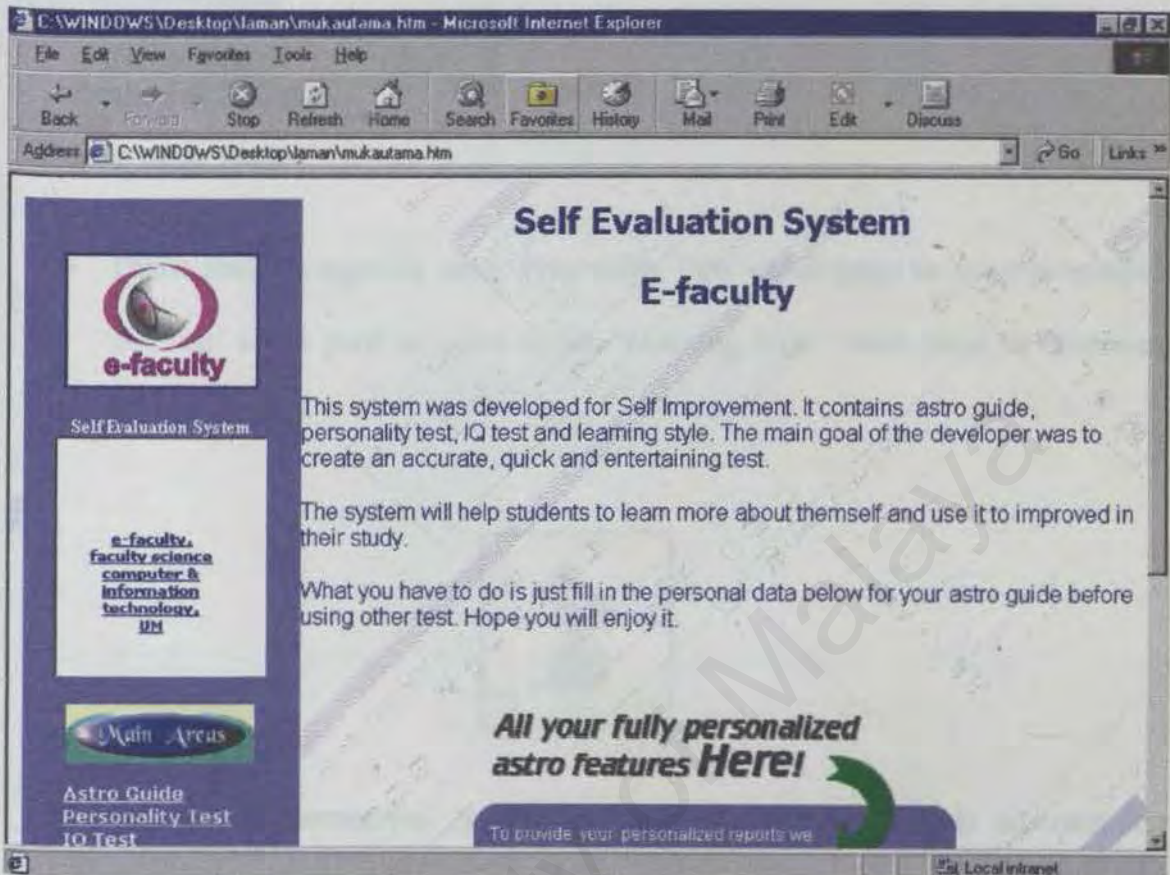 C:\WINDOWS\Desktop\laman\mukautama.htm - Microsoft Internet Explorer
File Edit View Favorites Tools Help
Back Forward Stop Refresh Home Search Favorites History Mail Print Edit Discuss
Address C:\WINDOWS\Desktop\laman\mukautama.htm Go Links »
e-faculty
Self Evaluation System
e-faculty,
faculty science
computer &
information
technology,
UM
Main Areas
Astro Guide
Personality Test
IQ Test
Self Evaluation System
E-faculty
This system was developed for Self Improvement. It contains astro guide,
personality test, IQ test and learning style. The main goal of the developer was to
create an accurate, quick and entertaining test.
The system will help students to learn more about themself and use it to improved in
their study.
What you have to do is just fill in the personal data below for your astro guide before
using other test. Hope you will enjoy it.
All your fully personalized
astro features Here!
To provide your personalized reports we
Local intranet
Malaya